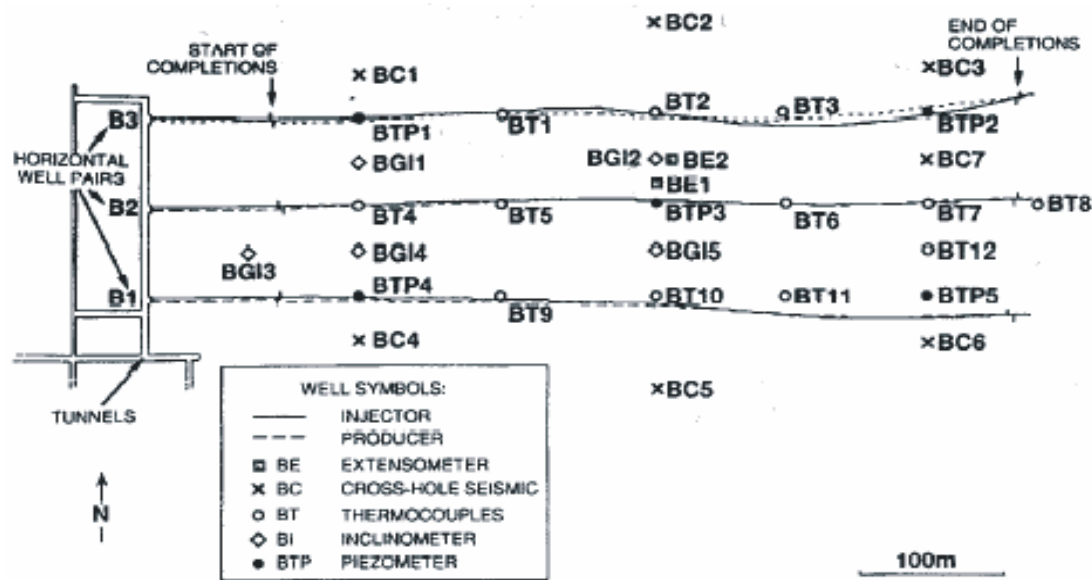 BC2
END OF
COMPLETIONS
START OF
COMPLETIONS
BC1
BC3
B3
BT2
BT3
BTP1
BT1
BTP2
HORIZONTAL
WELL PAIRS
BGI1
BGI2
BE2
BC7
BE1
B2
BT4
BT5
BTP3
BT6
BT7
BT8
BGI3
BGI4
BGI5
BT12
B1
BTP4
BT9
BT10
BT11
BTP5
BC4
BC6
BC5
TUNNELS
WELL SYMBOLS:
INJECTOR
PRODUCER
BE EXTENSOMETER
BC CROSS-HOLE SEISMIC
BT THERMOCOUPLES
BI INCLINOMETER
BTP PIEZOMETER
N
100m